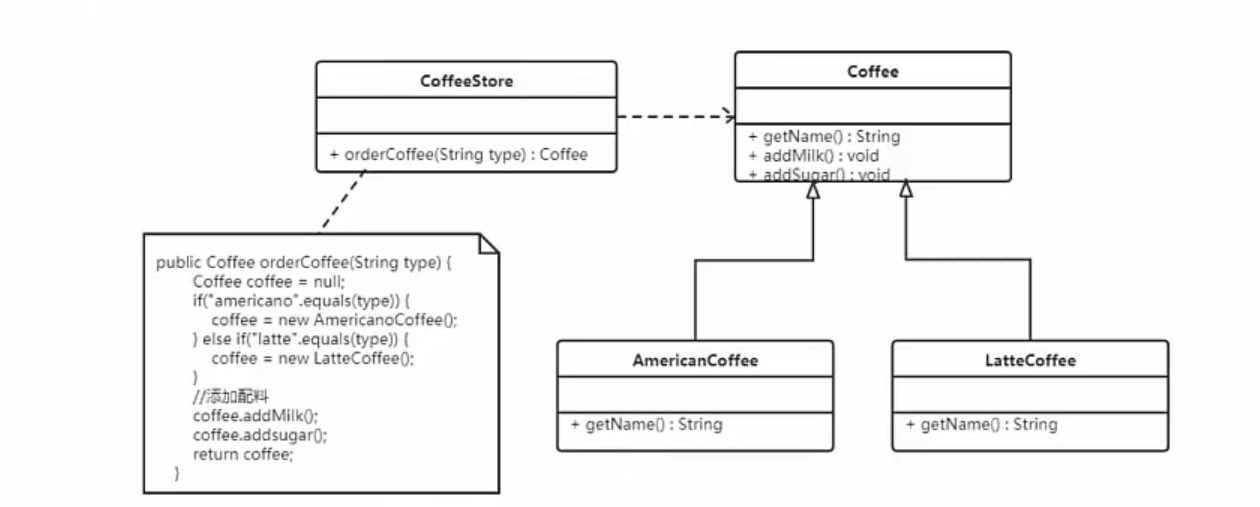 CoffeeStore
+ orderCoffee(String type) : Coffee
Coffee
+ getName() : String
+ addMilk() : void
+ addSugar() : void
public Coffee orderCoffee(String type) {
Coffee coffee = null;
if("americano".equals(type)) {
coffee = new AmericanoCoffee();
} else if("latte".equals(type)) {
coffee = new LatteCoffee();
}
//添加配料
coffee.addMilk();
coffee.addsugar();
return coffee;
}
AmericanCoffee
+ getName() : String
LatteCoffee
+ getName() : String